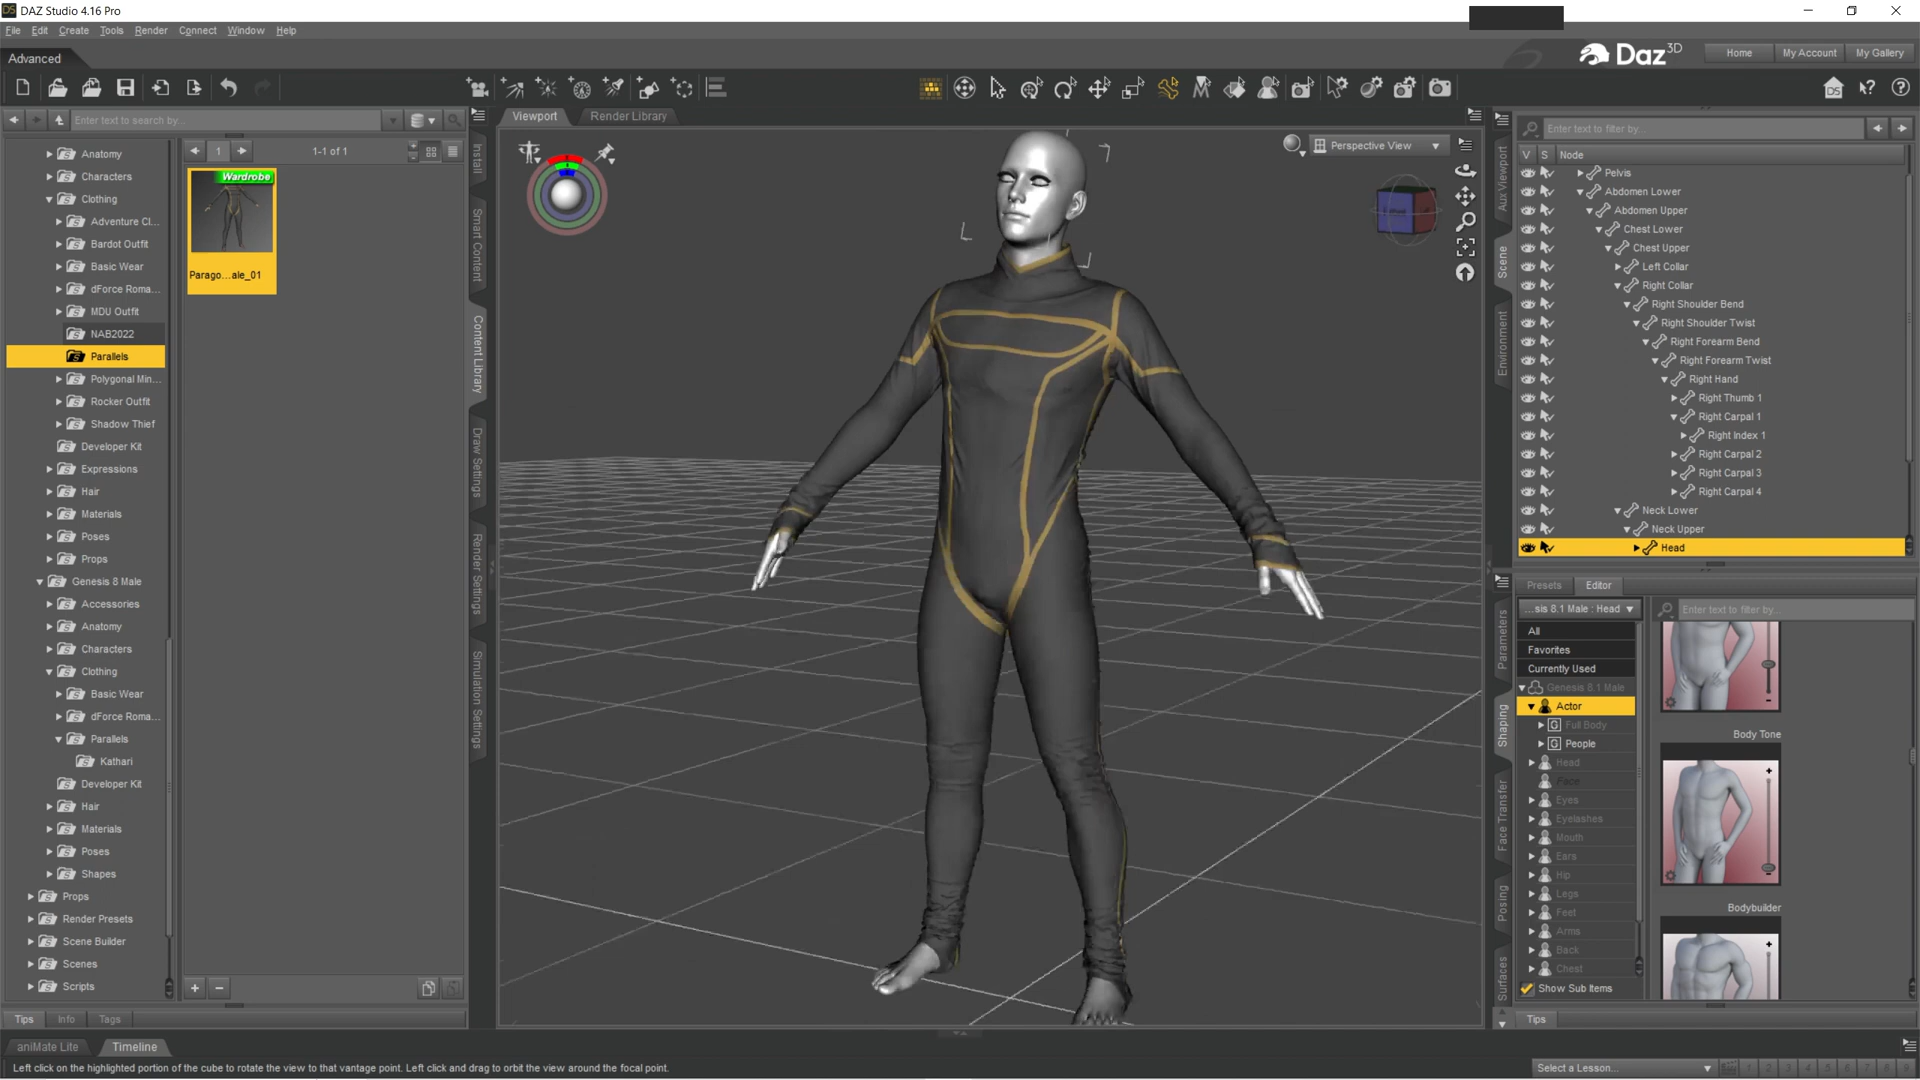 DAZ Studio 4.16 Pro
File Edit Create Tools Render Connect Window Help
Advanced
Daz 3D
Home
My Account
My Gallery
Enter text to search by...
Anatomy
Characters
Clothing
Adventure Cl...
Bardot Outfit
Basic Wear
dForce Roma...
MDU Outfit
NAB2022
Parallels
Polygonal Min...
Rocker Outfit
Shadow Thief
Developer Kit
Expressions
Hair
Materials
Poses
Props
Genesis 8 Male
Accessories
Anatomy
Characters
Clothing
Basic Wear
dForce Roma...
Parallels
Kathari
Developer Kit
Hair
Materials
Poses
Shapes
Props
Render Presets
Scene Builder
Scenes
Scripts
Tips
Info
Tags
1
1-1 of 1
Wardrobe
Parago...ale_01
Install
Smart Content
Content Library
Draw Settings
Render Settings
Simulation Settings
Viewport
Render Library
Perspective View
Aux Viewport
Scene
Environment
Enter text to filter by...
V S Node
Pelvis
Abdomen Lower
Abdomen Upper
Chest Lower
Chest Upper
Left Collar
Right Collar
Right Shoulder Bend
Right Shoulder Twist
Right Forearm Bend
Right Forearm Twist
Right Hand
Right Thumb 1
Right Carpal 1
Right Index 1
Right Carpal 2
Right Carpal 3
Right Carpal 4
Neck Lower
Neck Upper
Head
Parameters
Shaping
Face Transfer
Posing
Surfaces
Presets
Editor
...sis 8.1 Male : Head
Enter text to filter by...
All
Favorites
Currently Used
Genesis 8.1 Male
Actor
Full Body
People
Head
Face
Eyes
Eyelashes
Mouth
Ears
Hip
Legs
Feet
Arms
Back
Chest
Show Sub Items
Body Tone
Bodybuilder
Tips
aniMate Lite
Timeline
Left click on the highlighted portion of the cube to rotate the view to that vantage point. Left click and drag to orbit the view around the focal point.
Select a Lesson...
1 2 3 4 5 6 7 8 9